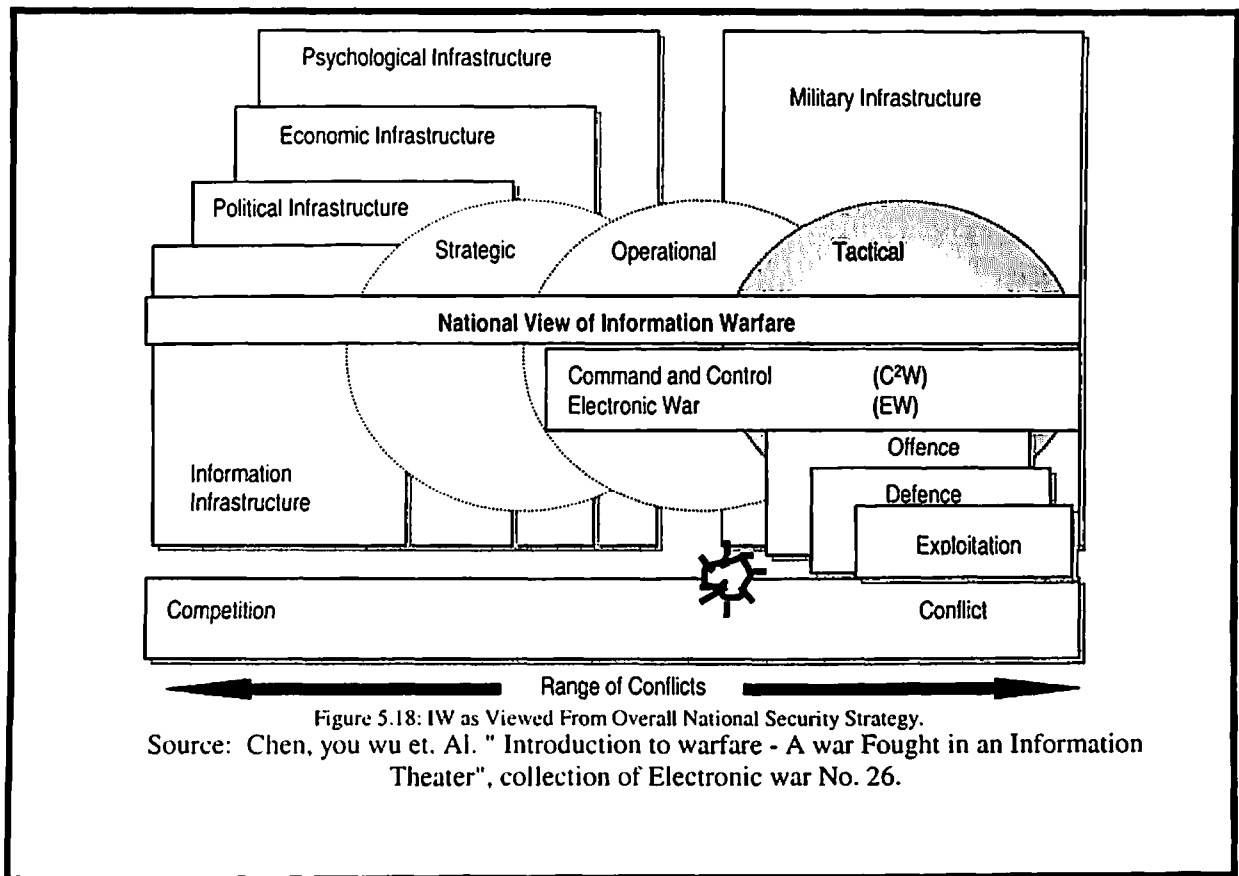 Psychological Infrastructure
Military Infrastructure
Economic Infrastructure
Political Infrastructure
Strategic
Operational
Tactical
National View of Information Warfare
Command and Control (C²W)
Electronic War (EW)
Offence
Information
Infrastructure
Defence
Exploitation
Competition
Conflict
Range of Conflicts
Figure 5.18: IW as Viewed From Overall National Security Strategy.
Source: Chen, you wu et. Al. " Introduction to warfare - A war Fought in an Information
Theater", collection of Electronic war No. 26.